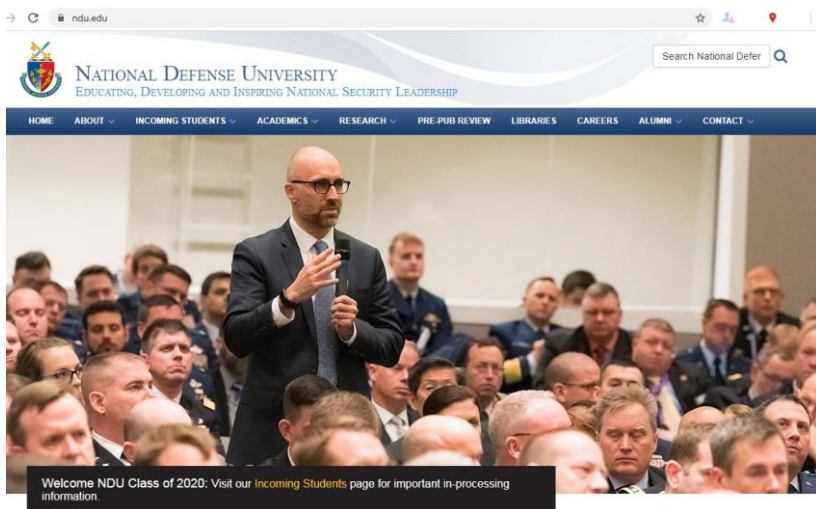 ndu.edu
NATIONAL DEFENSE UNIVERSITY
EDUCATING, DEVELOPING AND INSPIRING NATIONAL SECURITY LEADERSHIP
Search National Defer
HOME ABOUT INCOMING STUDENTS ACADEMICS RESEARCH PRE-PUB REVIEW LIBRARIES CAREERS ALUMNI CONTACT
Welcome NDU Class of 2020: Visit our Incoming Students page for important in-processing
information.